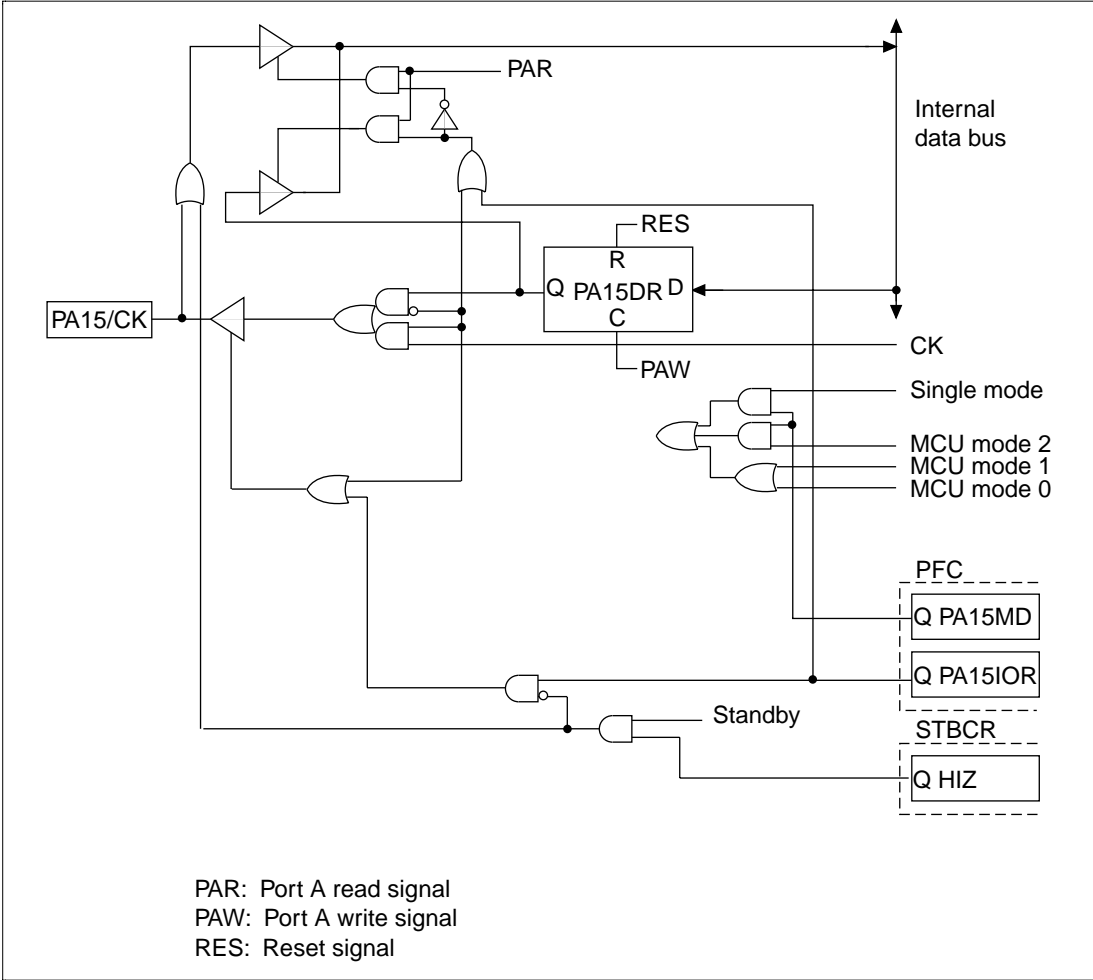 PAR
Internal
data bus
RES
R
Q PA15DR D
C
PA15/CK
PAW
CK
Single mode
MCU mode 2
MCU mode 1
MCU mode 0
PFC
Q PA15MD
Q PA15IOR
Standby
STBCR
Q HIZ
PAR: Port A read signal
PAW: Port A write signal
RES: Reset signal